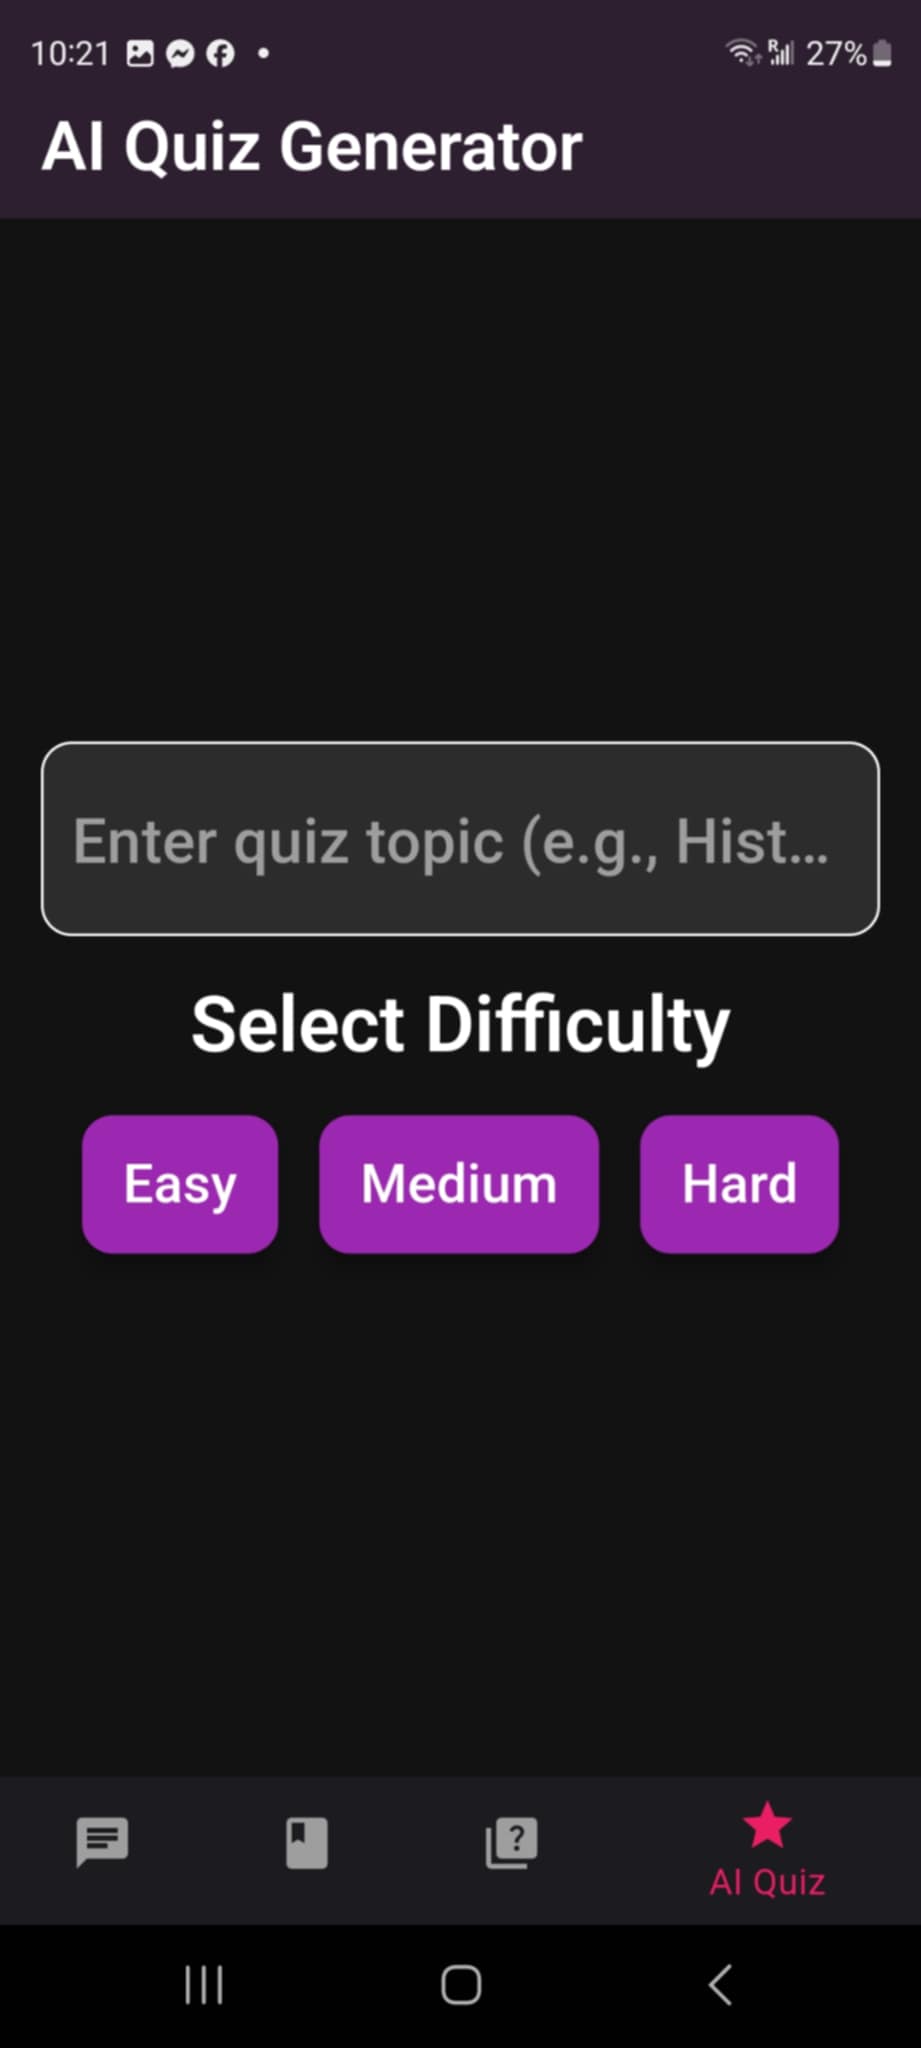 10:21 27%
AI Quiz Generator
Enter quiz topic (e.g., Hist...
Select Difficulty
Easy Medium Hard
AI Quiz